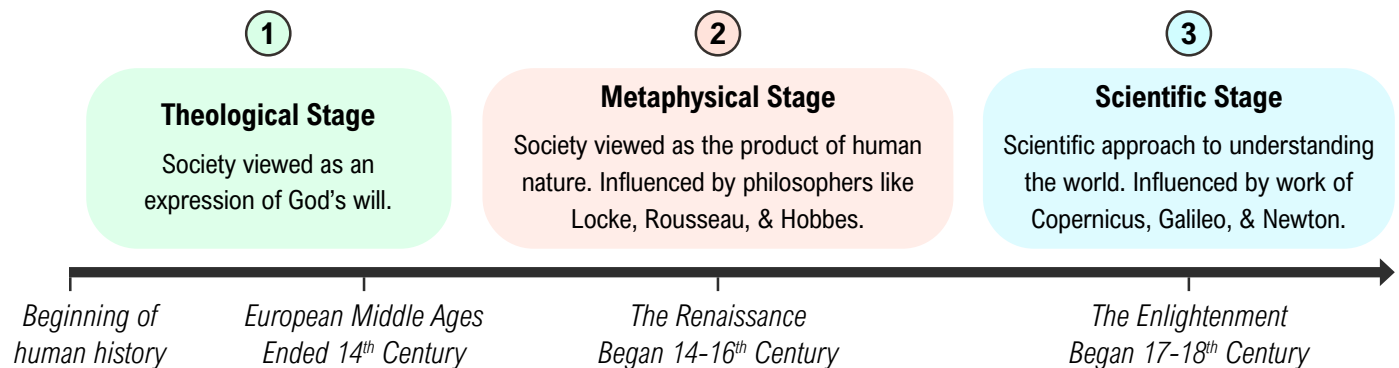 1
Theological Stage
Society viewed as an
expression of God's will.
2
Metaphysical Stage
Society viewed as the product of human
nature. Influenced by philosophers like
Locke, Rousseau, & Hobbes.
3
Scientific Stage
Scientific approach to understanding
the world. Influenced by work of
Copernicus, Galileo, & Newton.
Beginning of
human history
European Middle Ages
Ended 14th Century
The Renaissance
Began 14-16th Century
The Enlightenment
Began 17-18th Century